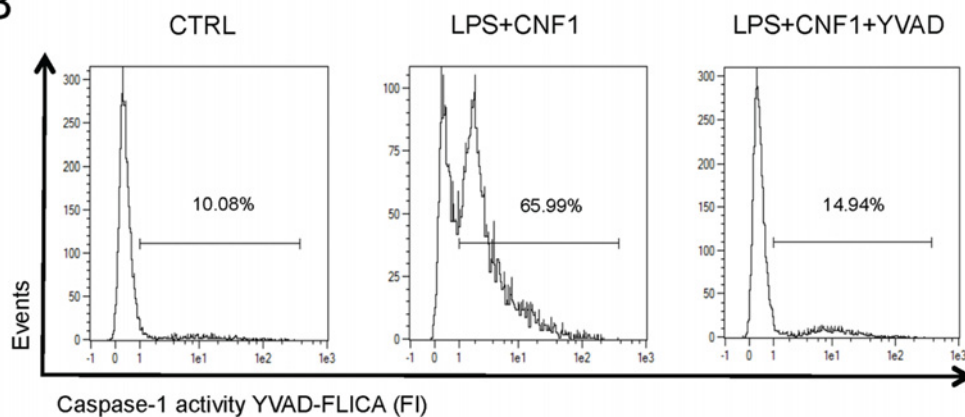 B
CTRL
LPS+CNF1
LPS+CNF1+YVAD
Events
300
250
200
150
100
50
0
10.08%
-1 0 1 1e1 1e2 1e3
100
75
50
25
0
65.99%
-1 0 1 1e1 1e2 1e3
300
250
200
150
100
50
0
14.94%
-1 0 1 1e1 1e2 1e3
Caspase-1 activity YVAD-FLICA (FI)